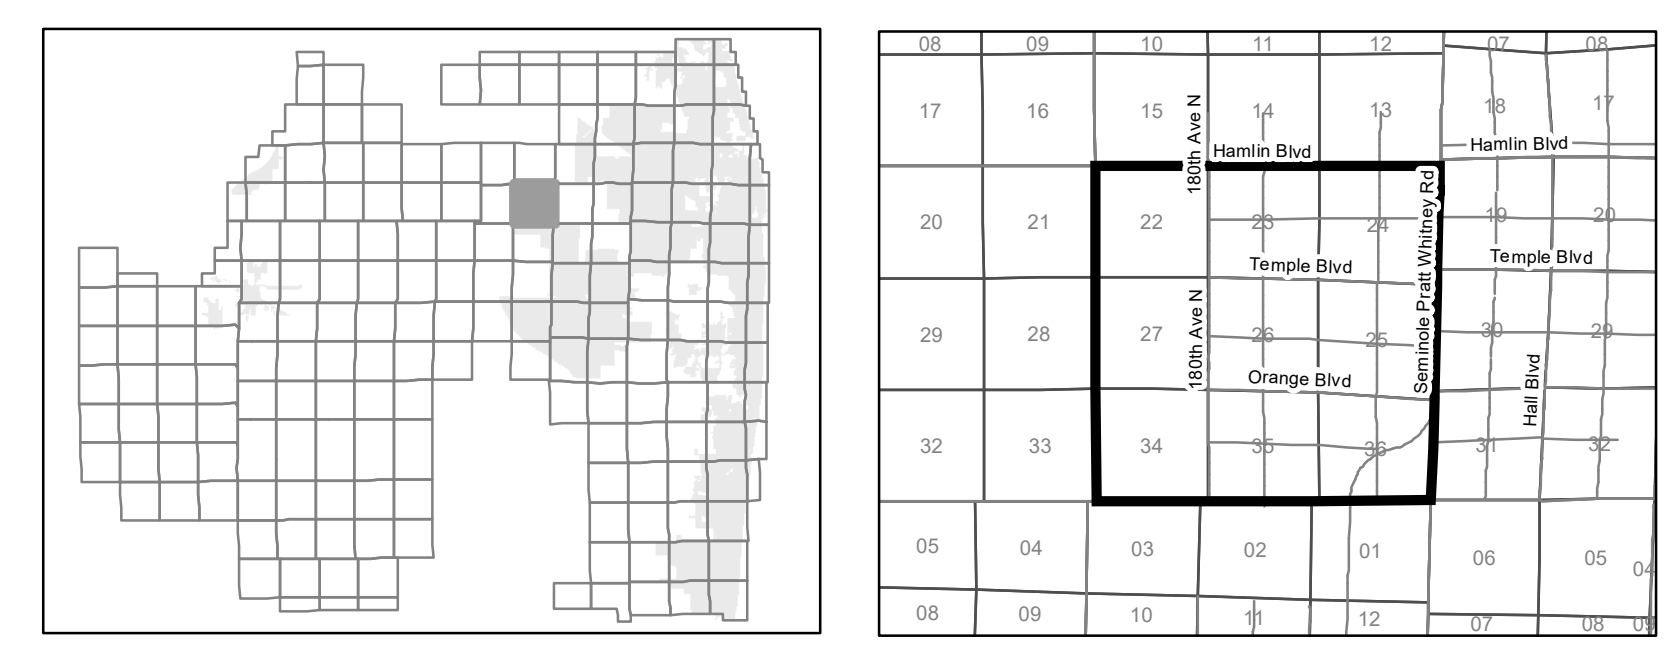 08 09 10 11 12 07 08
17 16 15 14 13 18 17
180th Ave N
Hamlin Blvd
Hamlin Blvd
20 21 22 23 24 19 20
Seminole Pratt Whitney Rd
Temple Blvd
Temple Blvd
29 28 27 26 25 30 29
180th Ave N
Orange Blvd
Hall Blvd
32 33 34 35 36 31 32
05 04 03 02 01 06 05 04
08 09 10 11 12 07 08 09